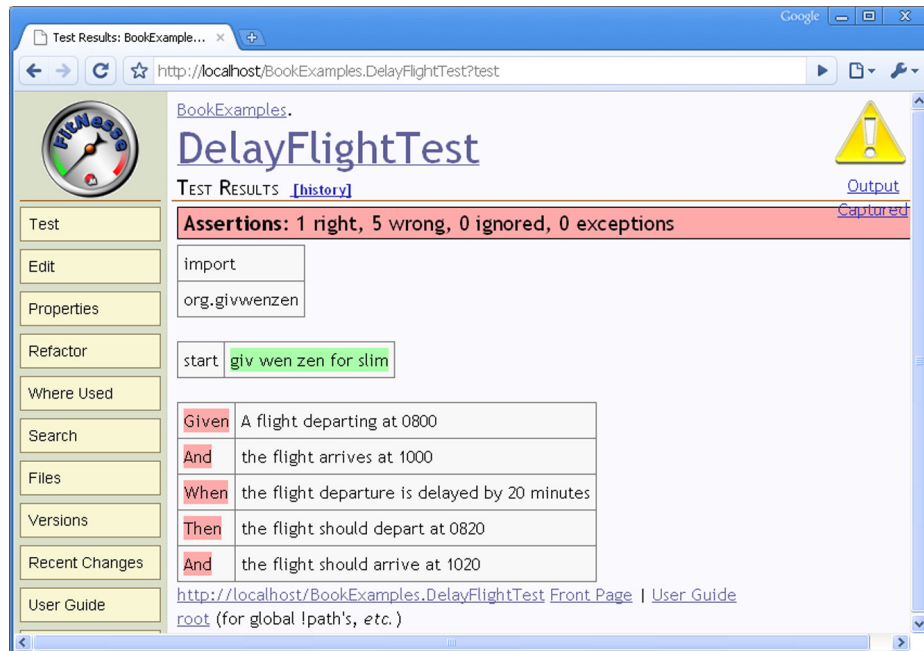 Google
Test Results: BookExample...
http://localhost/BookExamples.DelayFlightTest?test
FitNesse
BookExamples.
DelayFlightTest
Test Results [history]
Output
Captured
Assertions: 1 right, 5 wrong, 0 ignored, 0 exceptions
Test
Edit
Properties
Refactor
Where Used
Search
Files
Versions
Recent Changes
User Guide
import
org.givwenzen
start giv wen zen for slim
Given A flight departing at 0800
And the flight arrives at 1000
When the flight departure is delayed by 20 minutes
Then the flight should depart at 0820
And the flight should arrive at 1020
http://localhost/BookExamples.DelayFlightTest Front Page | User Guide
root (for global !path's, etc.)